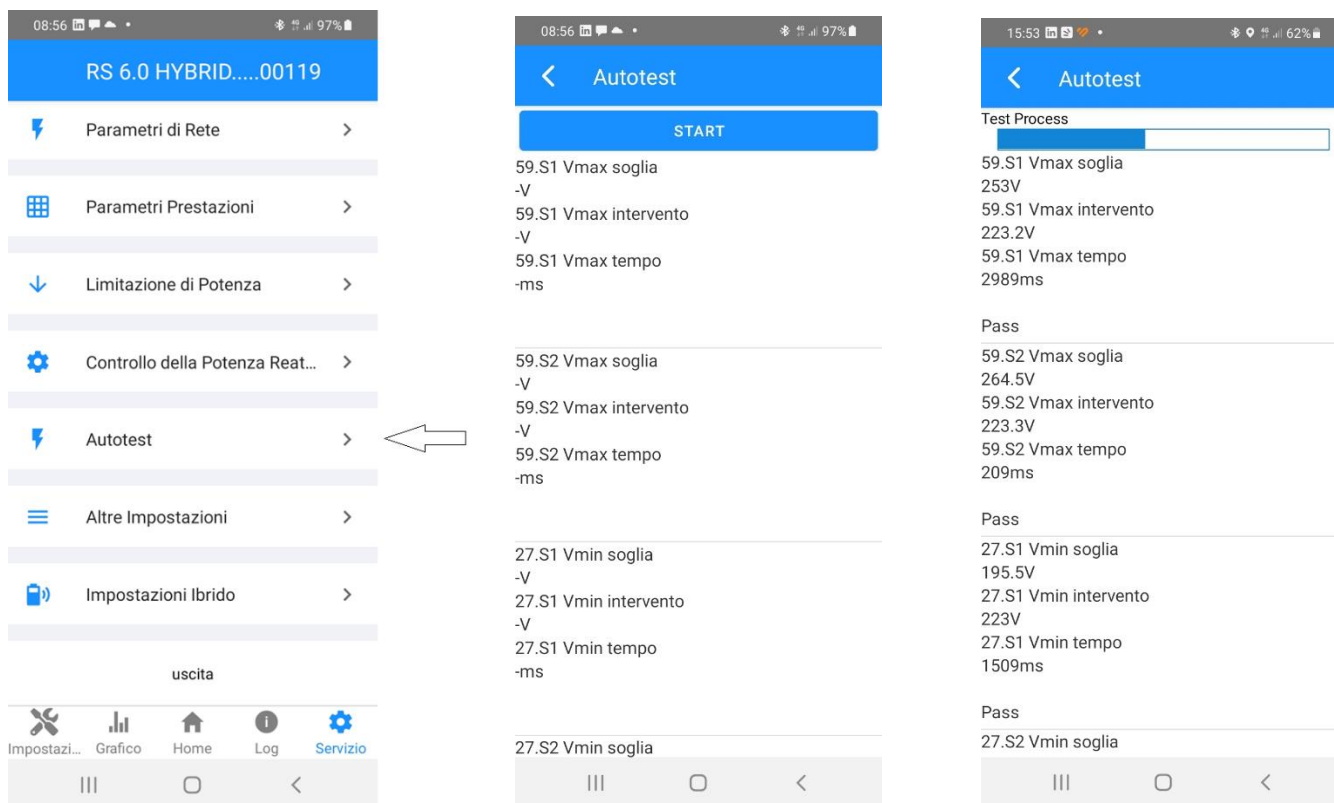 08:56
97%
RS 6.0 HYBRID.....00119
Parametri di Rete
Parametri Prestazioni
Limitazione di Potenza
Controllo della Potenza Reat...
Autotest
Altre Impostazioni
Impostazioni Ibrido
uscita
Impostazi...
Grafico
Home
Log
Servizio
08:56
97%
Autotest
START
59.S1 Vmax soglia
-V
59.S1 Vmax intervento
-V
59.S1 Vmax tempo
-ms
59.S2 Vmax soglia
-V
59.S2 Vmax intervento
-V
59.S2 Vmax tempo
-ms
27.S1 Vmin soglia
-V
27.S1 Vmin intervento
-V
27.S1 Vmin tempo
-ms
27.S2 Vmin soglia
15:53
62%
Autotest
Test Process
59.S1 Vmax soglia
253V
59.S1 Vmax intervento
223.2V
59.S1 Vmax tempo
2989ms
Pass
59.S2 Vmax soglia
264.5V
59.S2 Vmax intervento
223.3V
59.S2 Vmax tempo
209ms
Pass
27.S1 Vmin soglia
195.5V
27.S1 Vmin intervento
223V
27.S1 Vmin tempo
1509ms
Pass
27.S2 Vmin soglia